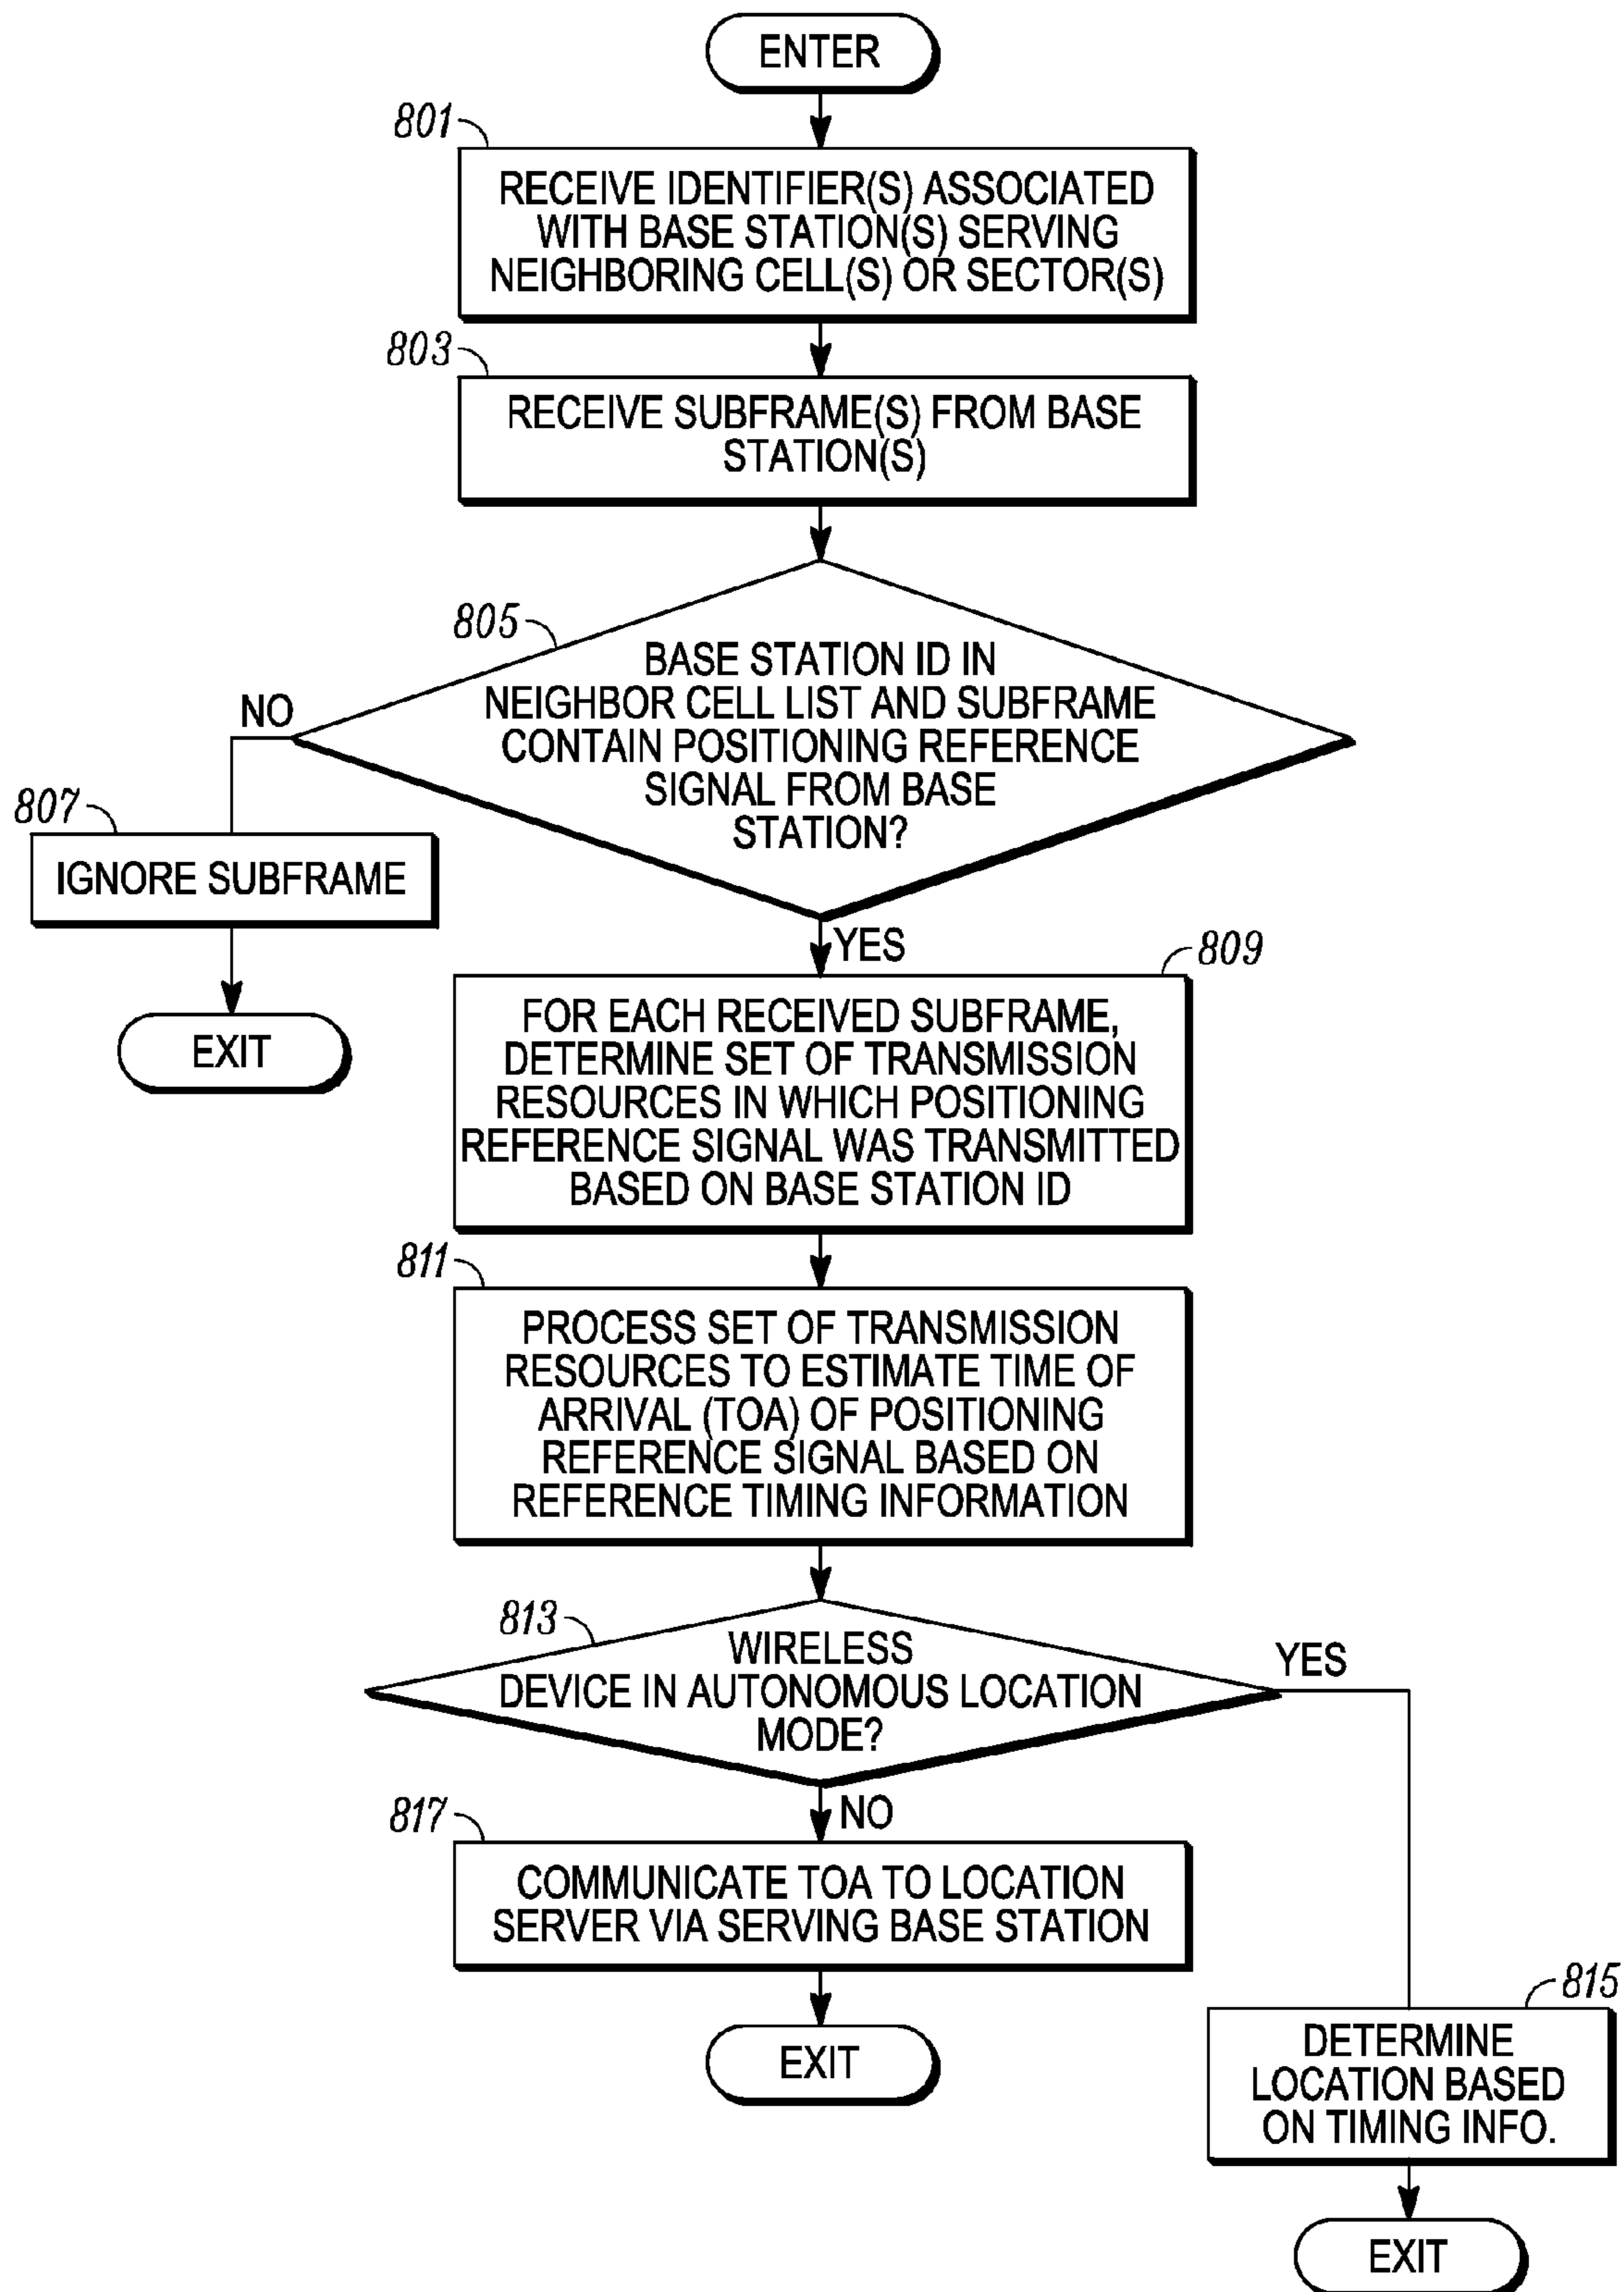 ENTER
801
RECEIVE IDENTIFIER(S) ASSOCIATED
WITH BASE STATION(S) SERVING
NEIGHBORING CELL(S) OR SECTOR(S)
803
RECEIVE SUBFRAME(S) FROM BASE
STATION(S)
805
BASE STATION ID IN
NEIGHBOR CELL LIST AND SUBFRAME
CONTAIN POSITIONING REFERENCE
SIGNAL FROM BASE
STATION?
NO
807
IGNORE SUBFRAME
EXIT
YES
809
FOR EACH RECEIVED SUBFRAME,
DETERMINE SET OF TRANSMISSION
RESOURCES IN WHICH POSITIONING
REFERENCE SIGNAL WAS TRANSMITTED
BASED ON BASE STATION ID
811
PROCESS SET OF TRANSMISSION
RESOURCES TO ESTIMATE TIME OF
ARRIVAL (TOA) OF POSITIONING
REFERENCE SIGNAL BASED ON
REFERENCE TIMING INFORMATION
813
WIRELESS
DEVICE IN AUTONOMOUS LOCATION
MODE?
YES
NO
817
COMMUNICATE TOA TO LOCATION
SERVER VIA SERVING BASE STATION
EXIT
815
DETERMINE
LOCATION BASED
ON TIMING INFO.
EXIT